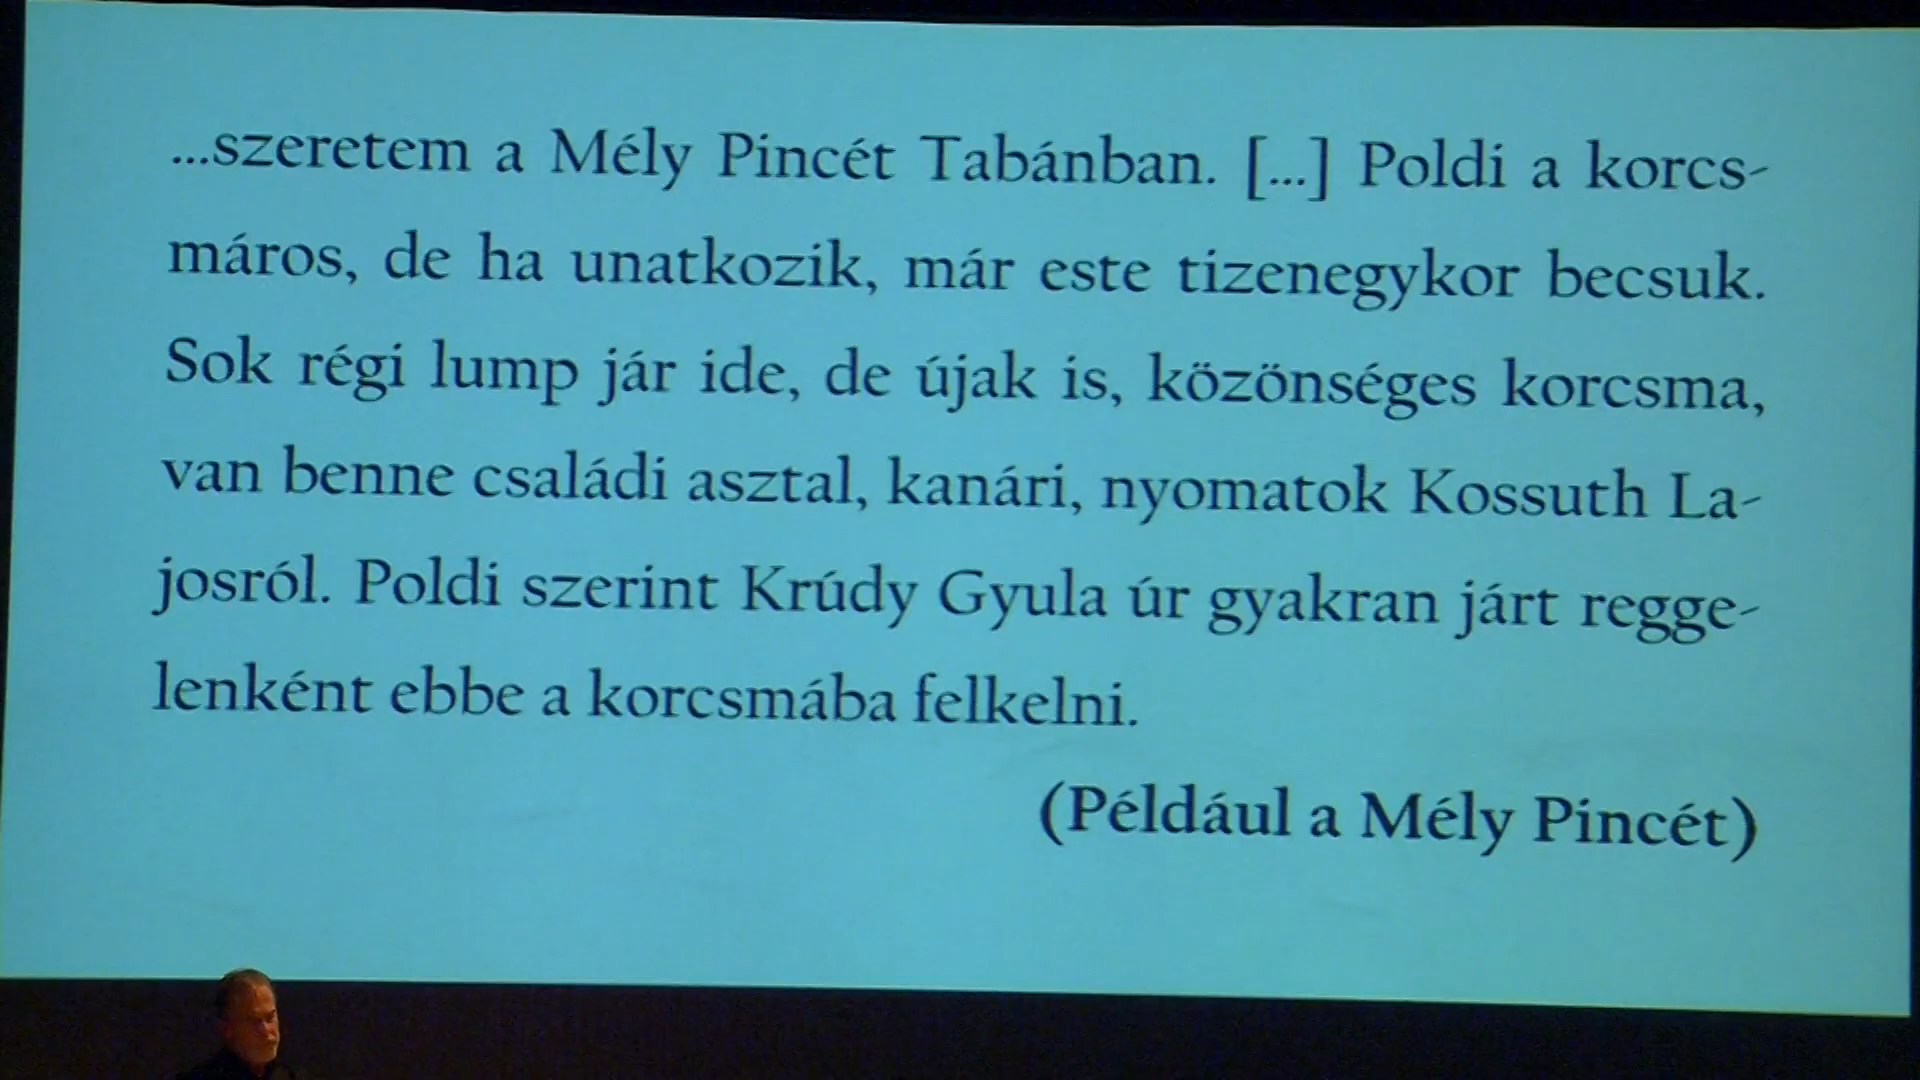 ...szeretem a Mély Pincét Tabánban. [...] Poldi a korcs-
máros, de ha unatkozik, már este tizenegykor becsuk.
Sok régi lump jár ide, de újak is, közönséges korcsma,
van benne családi asztal, kanári, nyomatok Kossuth La-
josról. Poldi szerint Krúdy Gyula úr gyakran járt regge-
lenként ebbe a korcsmába felkelni.
(Például a Mély Pincét)